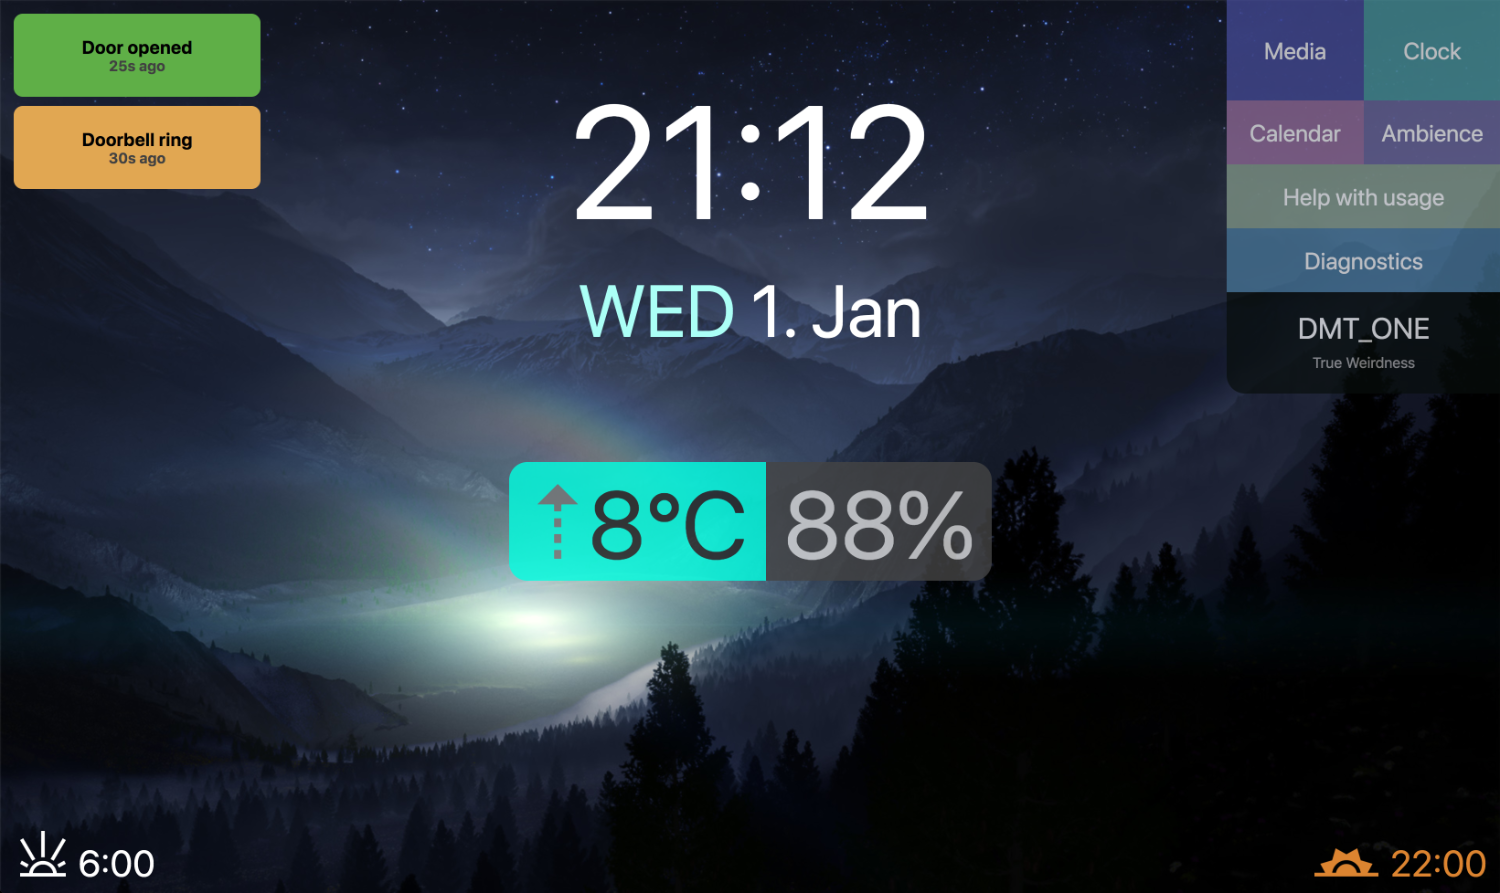 Door opened
25s ago
Doorbell ring
30s ago
21:12
WED 1. Jan
8°C 88%
Media Clock
Calendar Ambience
Help with usage
Diagnostics
DMT_ONE
True Weirdness
6:00
22:00